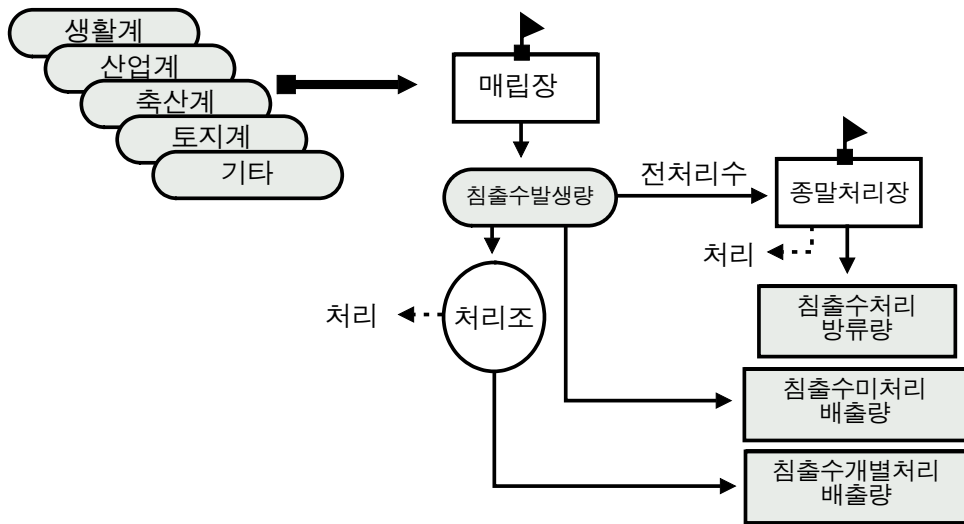 생활계
산업계
축산계
토지계
기타
매립장
침출수발생량
전처리수
종말처리장
처리
처리
처리조
침출수처리
방류량
침출수미처리
배출량
침출수개별처리
배출량